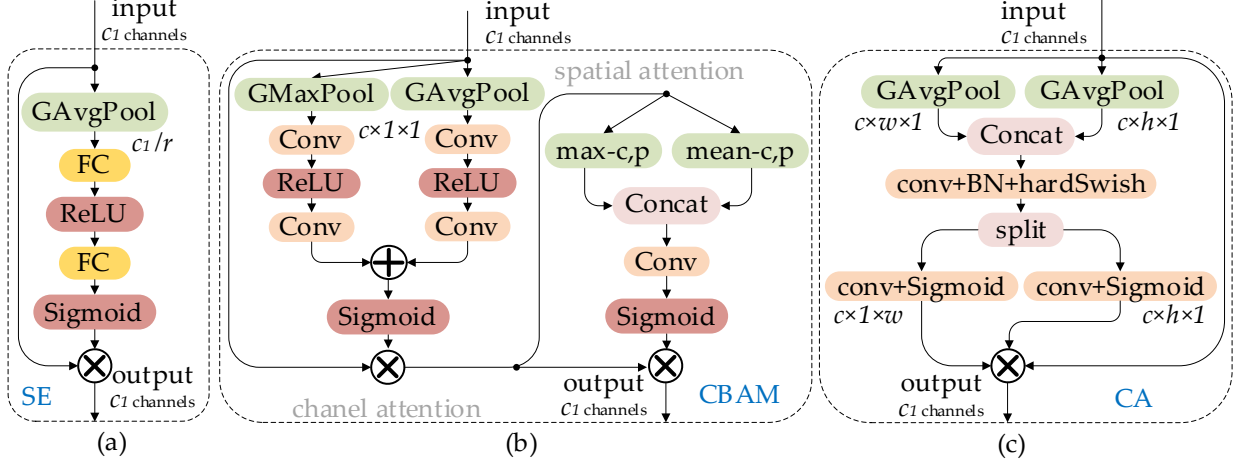 input
c1 channels
GAvgPool
c1/r
FC
ReLU
FC
Sigmoid
output
c1 channels
SE
(a)
input
c1 channels
spatial attention
GMaxPool
GAvgPool
c×1×1
Conv
Conv
ReLU
ReLU
Conv
Conv
Sigmoid
max-c,p
mean-c,p
Concat
Conv
Sigmoid
output
c1 channels
chanel attention
CBAM
(b)
input
c1 channels
GAvgPool
GAvgPool
c×w×1
c×h×1
Concat
conv+BN+hardSwish
split
conv+Sigmoid
conv+Sigmoid
c×1×w
c×h×1
output
c1 channels
CA
(c)